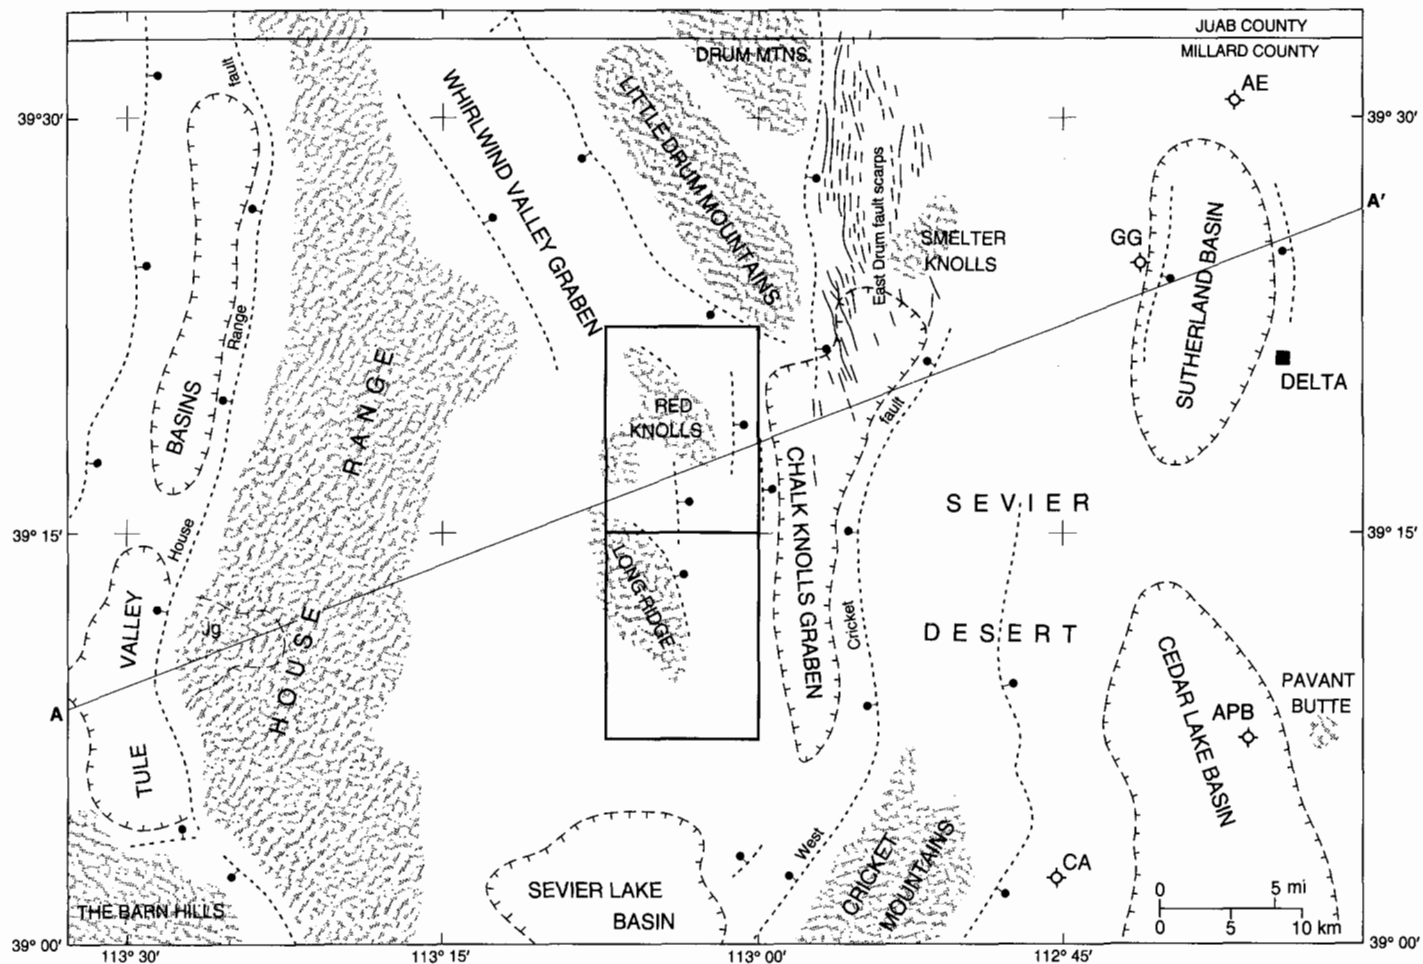 JUAB COUNTY
MILLARD COUNTY
DRUM MTNS.
AE
39°30'
39° 30'
fault
WHIRLWIND VALLEY GRABEN
LITTLE DRUM MOUNTAINS
East Drum fault scarps
SMELTER
KNOLLS
GG
SUTHERLAND BASIN
A'
DELTA
Range
BASINS
HOUSE RANGE
RED
KNOLLS
fault
CHALK KNOLLS GRABEN
SEVIER
DESERT
39° 15'
39° 15'
House
LONG RIDGE
Jg
TULE VALLEY
A
Cricket
CEDAR LAKE BASIN
APB
PAVANT
BUTTE
West
CRICKET
MOUNTAINS
CA
SEVIER LAKE
BASIN
THE BARN HILLS
0 5 mi
0 5 10 km
39° 00'
39° 00'
113° 30'
113° 15'
113° 00'
112° 45'